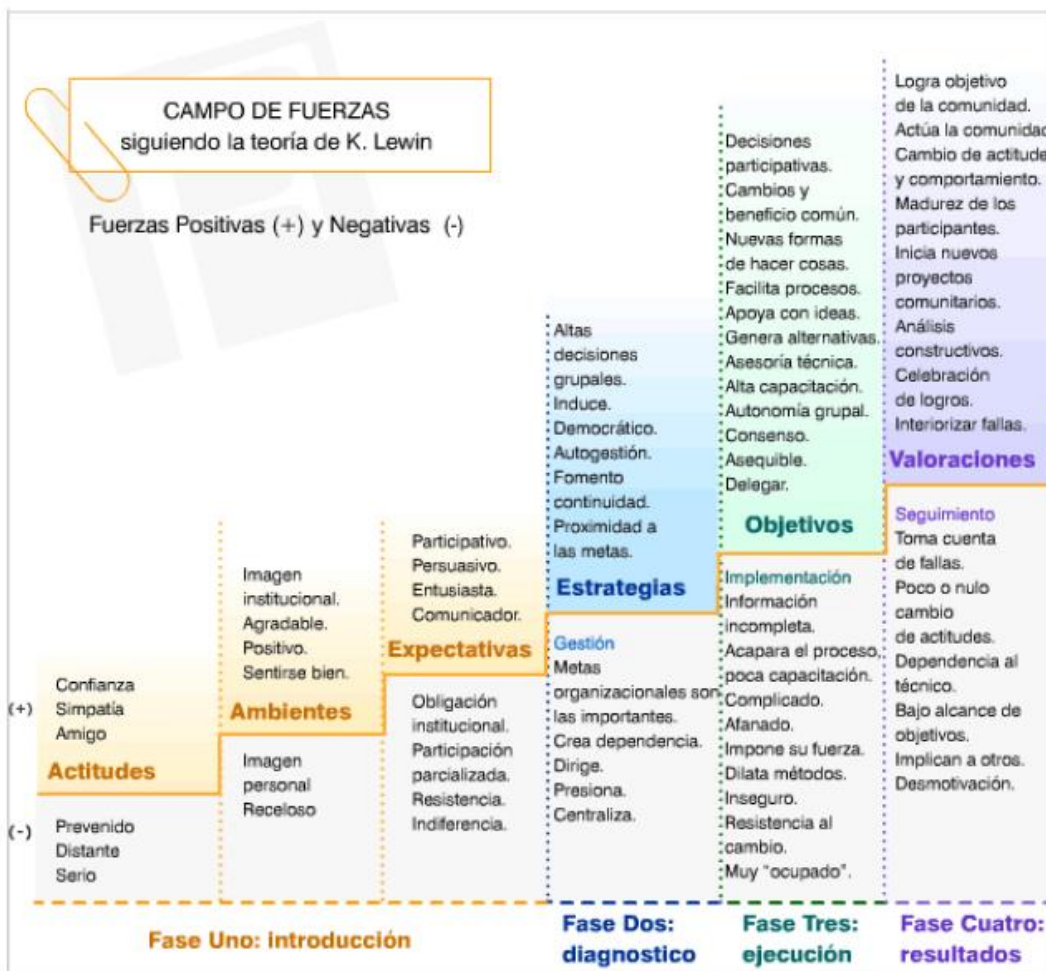 CAMPO DE FUERZAS
siguiendo la teoría de K. Lewin
Fuerzas Positivas (+) y Negativas (-)
(+)
(-)
Confianza
Simpatía
Amigo
Actitudes
Prevenido
Distante
Serio
Imagen
institucional.
Agradable.
Positivo.
Sentirse bien.
Ambientes
Imagen
personal
Receloso
Participativo.
Persuasivo.
Entusiasta.
Comunicador.
Expectativas
Obligación
institucional.
Participación
parcializada.
Resistencia.
Indiferencia.
Fase Uno: introducción
Altas
decisiones
grupales.
Induce.
Democrático.
Autogestión.
Fomento
continuidad.
Proximidad a
las metas.
Estrategias
Gestión
Metas
organizacionales son
las importantes.
Crea dependencia.
Dirige.
Presiona.
Centraliza.
Fase Dos:
diagnostico
Decisiones
participativas.
Cambios y
beneficio común.
Nuevas formas
de hacer cosas.
Facilita procesos.
Apoya con ideas.
Genera alternativas.
Asesoría técnica.
Alta capacitación.
Autonomía grupal.
Consenso.
Asequible.
Delegar.
Objetivos
Implementación
Información
incompleta.
Acapara el proceso,
poca capacitación.
Complicado.
Afanado.
Impone su fuerza.
Dilata métodos.
Inseguro.
Resistencia al
cambio.
Muy “ocupado”.
Fase Tres:
ejecución
Logra objetivo
de la comunidad.
Actúa la comunidad
Cambio de actitude
y comportamiento.
Madurez de los
participantes.
Inicia nuevos
proyectos
comunitarios.
Análisis
constructivos.
Celebración
de logros.
Interiorizar fallas.
Valoraciones
Seguimiento
Toma cuenta
de fallas.
Poco o nulo
cambio
de actitudes.
Dependencia al
técnico.
Bajo alcance de
objetivos.
Implican a otros.
Desmotivación.
Fase Cuatro:
resultados